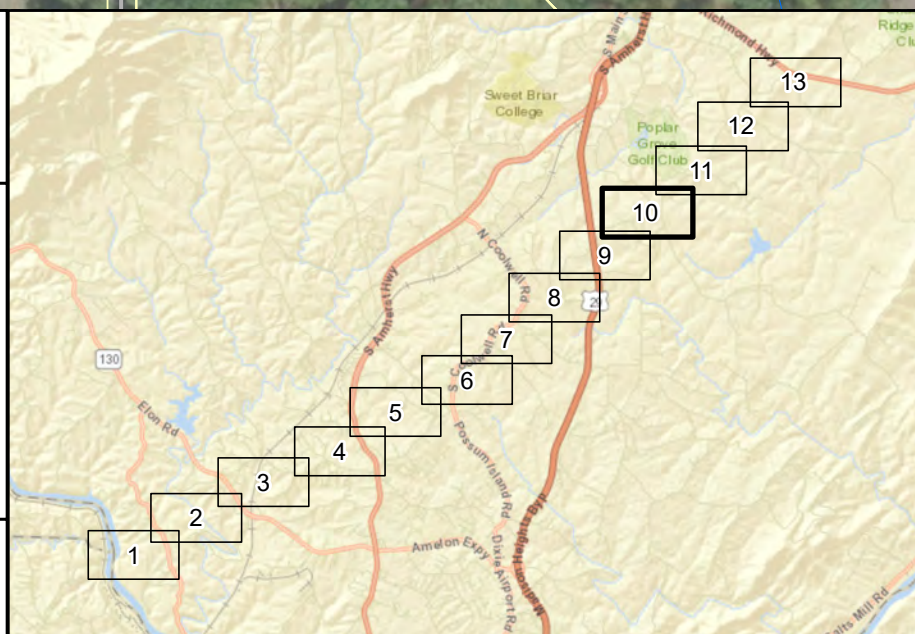 S Main S
S Amherst H
Richmond Hwy
Ridge
Clu
13
Sweet Briar
College
Poplar
Grove
Golf Club
12
11
10
N Coolwell Rd
9
8
29
S Amherst Hwy
7
S Coolwell Rd
130
6
Elon Rd
5
4
Possum Island Rd
3
2
1
Amelon Expy
Dixie Airport Rd
Madison Heights Byp
elts Mill Rd